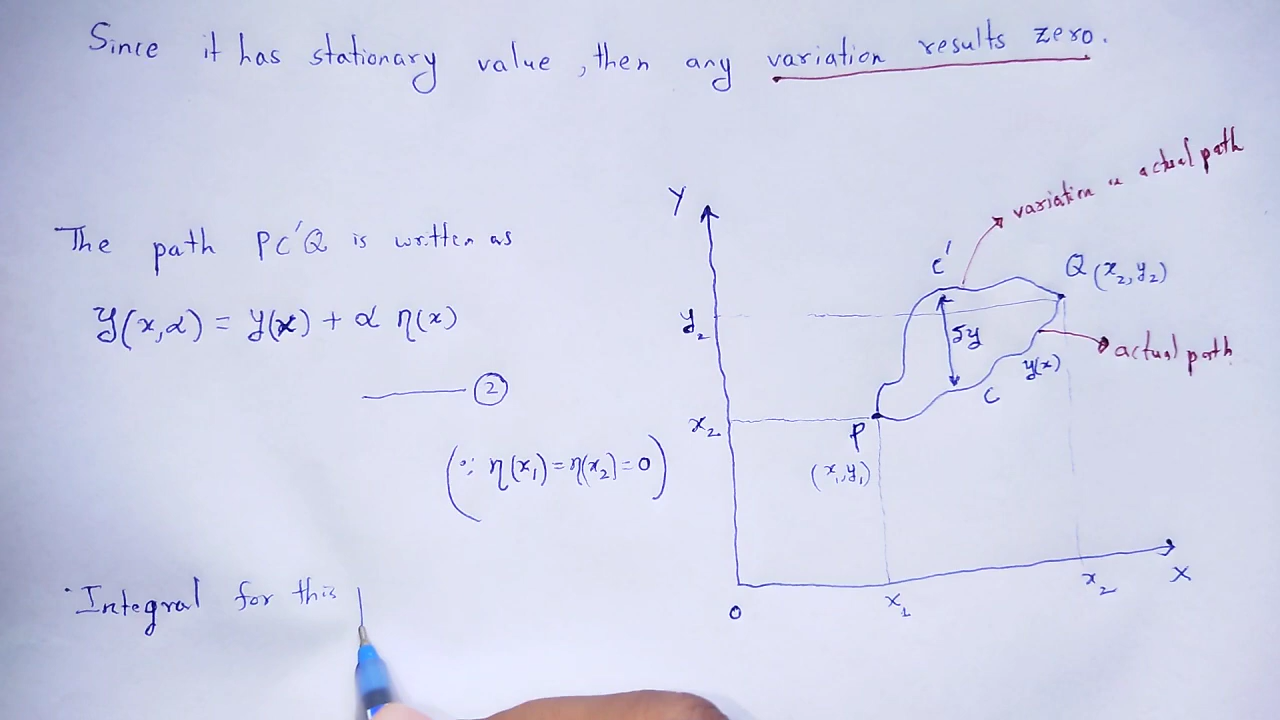 Since it has stationary value, then any variation results zero.
The path PC'Q is written as
y(x,α) = y(x) + α η(x)
②
(∵ η(x₁) = η(x₂) = 0)
Integral for this
Y
variation actual path
C'
Q (x₂, y₂)
y₂
δy
actual path
y(x)
C
x₂
P
(x₁, y₁)
O
x₁
x₂
X